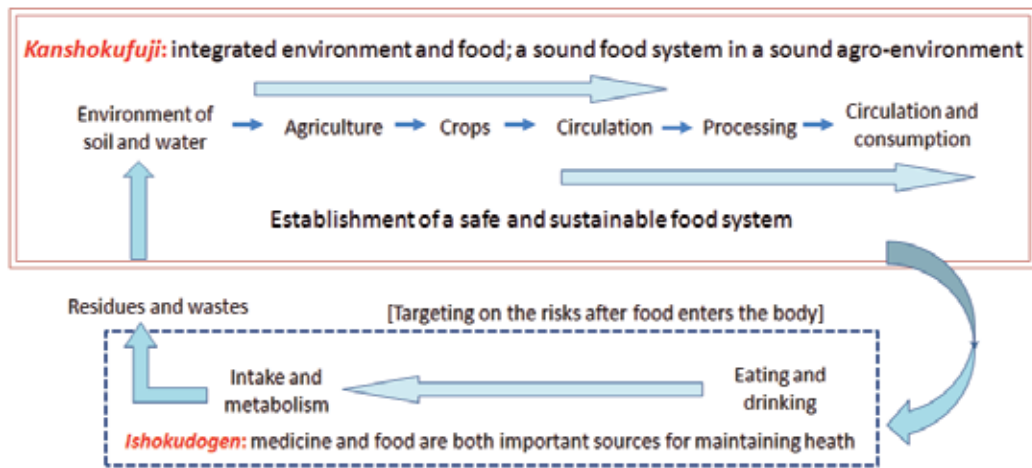 Kanshokufuji: integrated environment and food; a sound food system in a sound agro-environment
Environment of
soil and water
Agriculture
Crops
Circulation
Processing
Circulation and
consumption
Establishment of a safe and sustainable food system
Residues and wastes
[Targeting on the risks after food enters the body]
Intake and
metabolism
Eating and
drinking
Ishokudogen: medicine and food are both important sources for maintaining heath